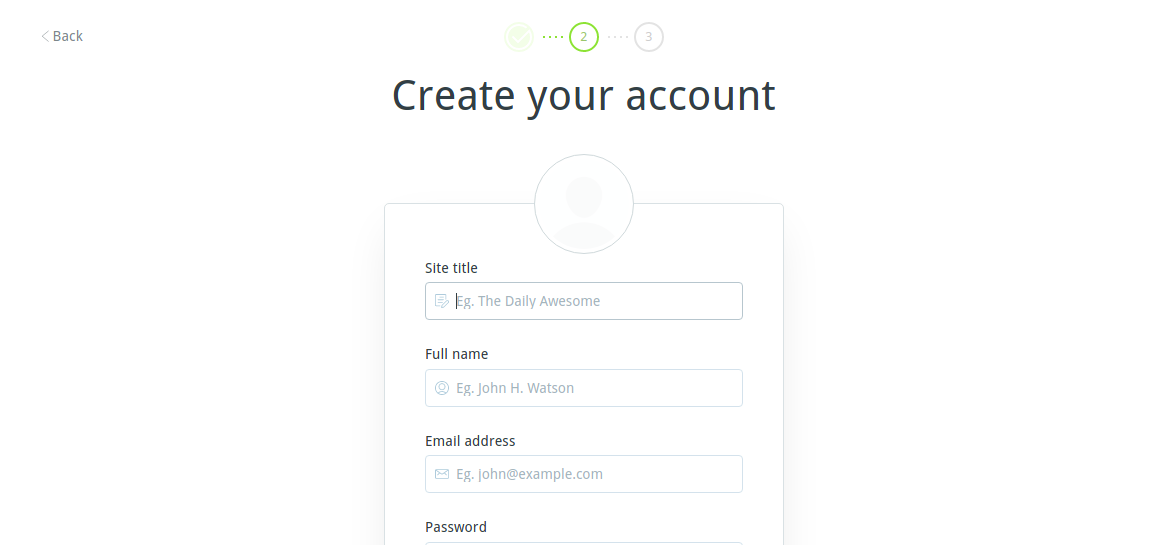 Back
2
3
Create your account
Site title
Eg. The Daily Awesome
Full name
Eg. John H. Watson
Email address
Eg. john@example.com
Password